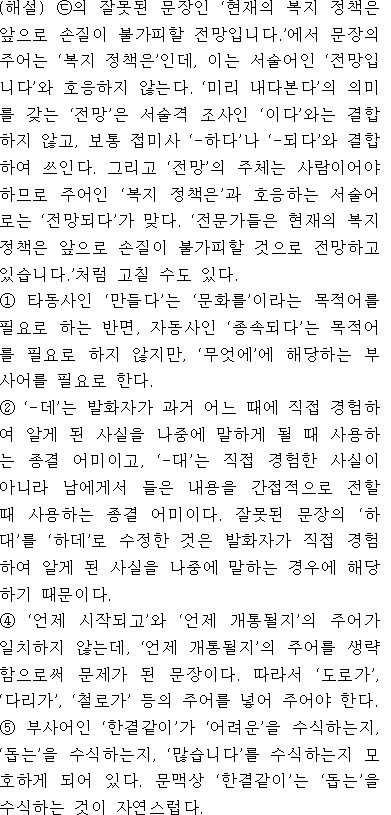 (해설) ㉢의 잘못된 문장인 ‘현재의 복지 정책은
앞으로 손질이 불가피할 전망입니다.’에서 문장의
주어는 ‘복지 정책은’인데, 이는 서술어인 ‘전망입
니다’와 호응하지 않는다. ‘미리 내다본다’의 의미
를 갖는 ‘전망’은 서술격 조사인 ‘이다’와는 결합
하지 않고, 보통 접미사 ‘-하다’나 ‘-되다’와 결합
하여 쓰인다. 그리고 ‘전망’의 주체는 사람이어야
하므로 주어인 ‘복지 정책은’과 호응하는 서술어
로는 ‘전망되다’가 맞다. ‘전문가들은 현재의 복지
정책은 앞으로 손질이 불가피할 것으로 전망하고
있습니다.’처럼 고칠 수도 있다.
① 타동사인 ‘만들다’는 ‘문화를’이라는 목적어를
필요로 하는 반면, 자동사인 ‘종속되다’는 목적어
를 필요로 하지 않지만, ‘무엇에’에 해당하는 부
사어를 필요로 한다.
② ‘-데’는 발화자가 과거 어느 때에 직접 경험하
여 알게 된 사실을 나중에 말하게 될 때 사용하
는 종결 어미이고, ‘-대’는 직접 경험한 사실이
아니라 남에게서 들은 내용을 간접적으로 전할
때 사용하는 종결 어미이다. 잘못된 문장의 ‘하
대’를 ‘하데’로 수정한 것은 발화자가 직접 경험
하여 알게 된 사실을 나중에 말하는 경우에 해당
하기 때문이다.
④ ‘언제 시작되고’와 ‘언제 개통될지’의 주어가
일치하지 않는데, ‘언제 개통될지’의 주어를 생략
함으로써 문제가 된 문장이다. 따라서 ‘도로가’,
‘다리가’, ‘철로가’ 등의 주어를 넣어 주어야 한다.
⑤ 부사어인 ‘한결같이’가 ‘어려운’을 수식하는지,
‘돕는’을 수식하는지, ‘많습니다’를 수식하는지 모
호하게 되어 있다. 문맥상 ‘한결같이’는 ‘돕는’을
수식하는 것이 자연스럽다.